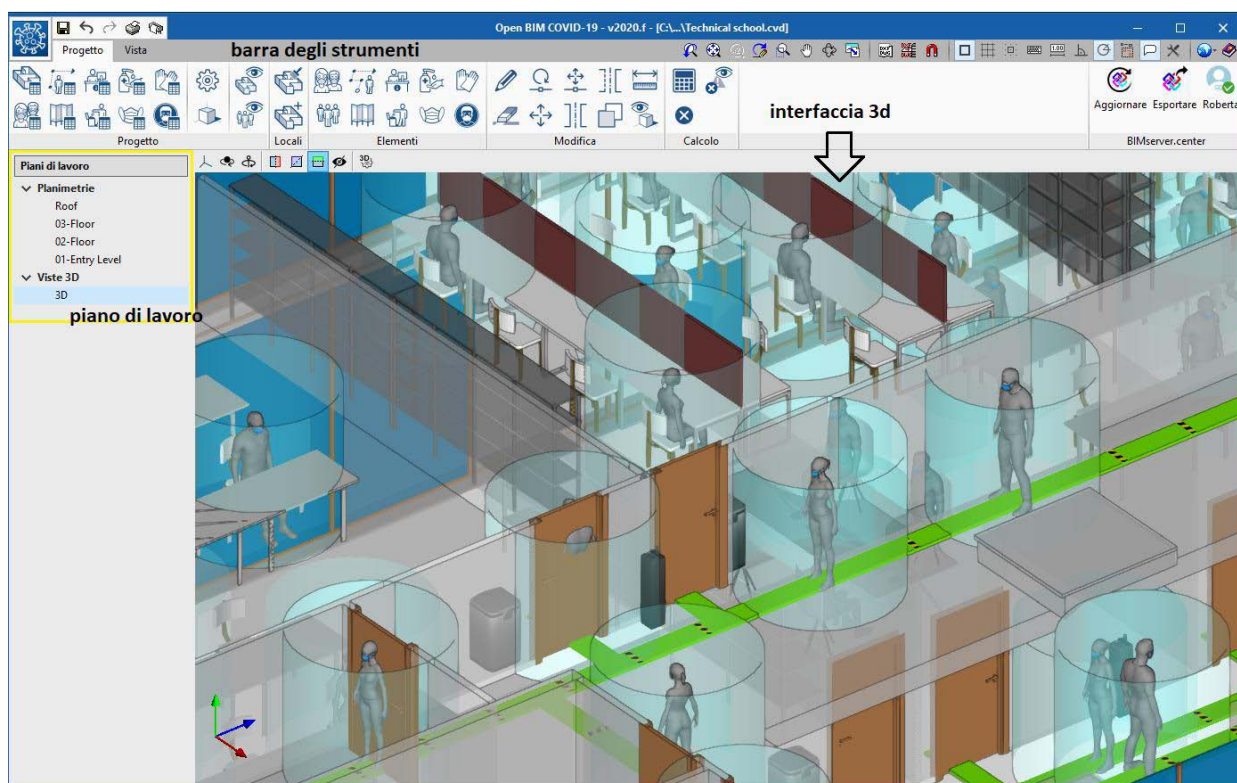 Open BIM COVID-19 - v2020.f - [C:\...\Technical school.cvd]
Progetto Vista barra degli strumenti
Aggiornare Esportare Roberta
Progetto Locali Elementi Modifica Calcolo BIMserver.center
interfaccia 3d
Piani di lavoro
Planimetrie
Roof
03-Floor
02-Floor
01-Entry Level
Viste 3D
3D
piano di lavoro
3D